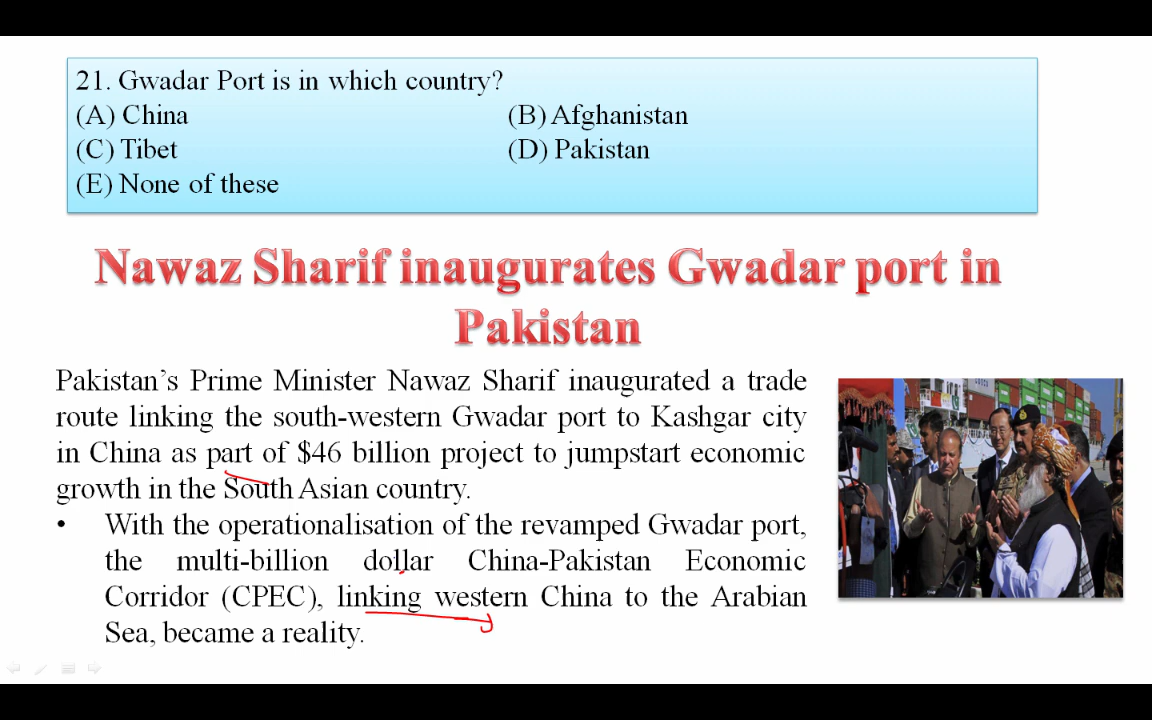 21. Gwadar Port is in which country?
(A) China (B) Afghanistan
(C) Tibet (D) Pakistan
(E) None of these
Nawaz Sharif inaugurates Gwadar port in
Pakistan
Pakistan’s Prime Minister Nawaz Sharif inaugurated a trade
route linking the south-western Gwadar port to Kashgar city
in China as part of $46 billion project to jumpstart economic
growth in the South Asian country.
• With the operationalisation of the revamped Gwadar port,
the multi-billion dollar China-Pakistan Economic
Corridor (CPEC), linking western China to the Arabian
Sea, became a reality.